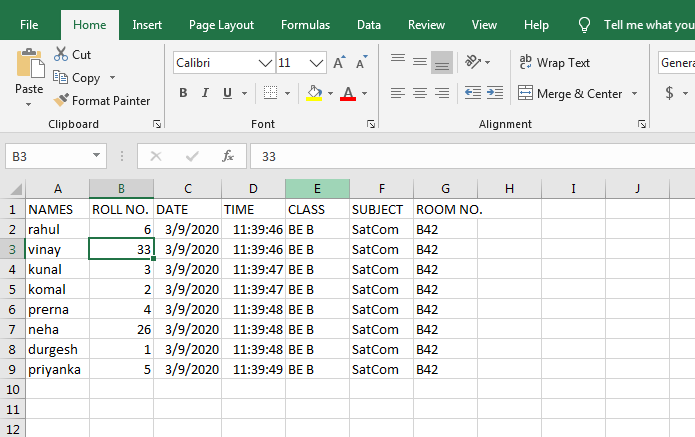 File Home Insert Page Layout Formulas Data Review View Help Tell me what you
Cut
Copy
Format Painter
Paste
Calibri 11 A A Wrap Text Genera
B I U A Merge & Center $
Clipboard Font Alignment
B3 fx 33
A B C D E F G H I J
1 NAMES ROLL NO. DATE TIME CLASS SUBJECT ROOM NO.
2 rahul 6 3/9/2020 11:39:46 BE B SatCom B42
3 vinay 33 3/9/2020 11:39:46 BE B SatCom B42
4 kunal 3 3/9/2020 11:39:47 BE B SatCom B42
5 komal 2 3/9/2020 11:39:47 BE B SatCom B42
6 prerna 4 3/9/2020 11:39:48 BE B SatCom B42
7 neha 26 3/9/2020 11:39:48 BE B SatCom B42
8 durgesh 1 3/9/2020 11:39:48 BE B SatCom B42
9 priyanka 5 3/9/2020 11:39:49 BE B SatCom B42
10
11
12